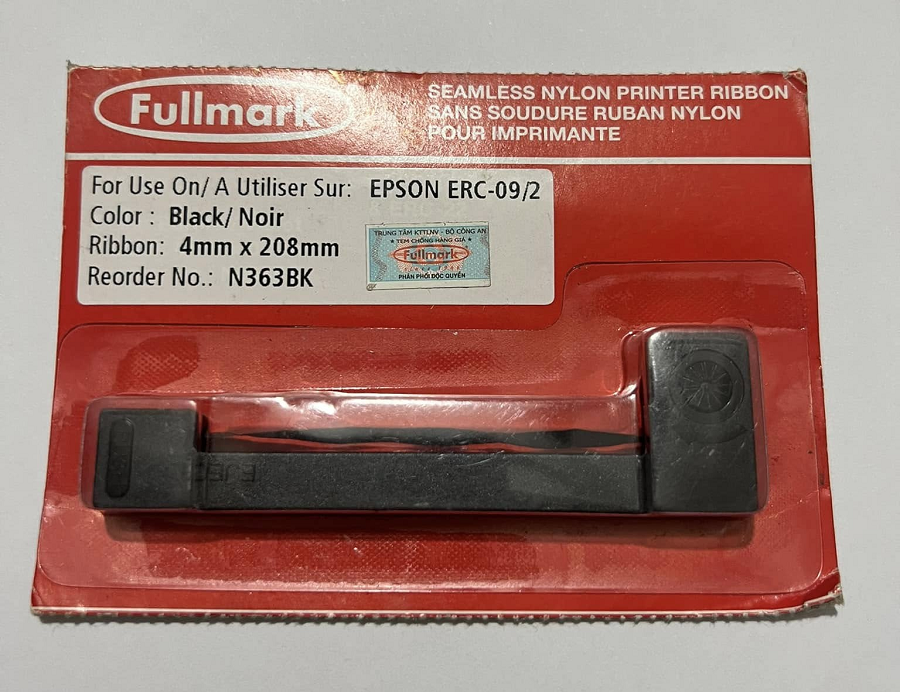 Fullmark
SEAMLESS NYLON PRINTER RIBBON
SANS SOUDURE RUBAN NYLON
POUR IMPRIMANTE
For Use On/ A Utiliser Sur: EPSON ERC-09/2
Color : Black/ Noir
Ribbon: 4mm x 208mm
Reorder No.: N363BK
TRUNG TÂM KTTLNV - BỘ CÔNG AN
★ TEM CHỐNG HÀNG GIẢ ★
Fullmark
PHÂN PHỐI ĐỘC QUYỀN